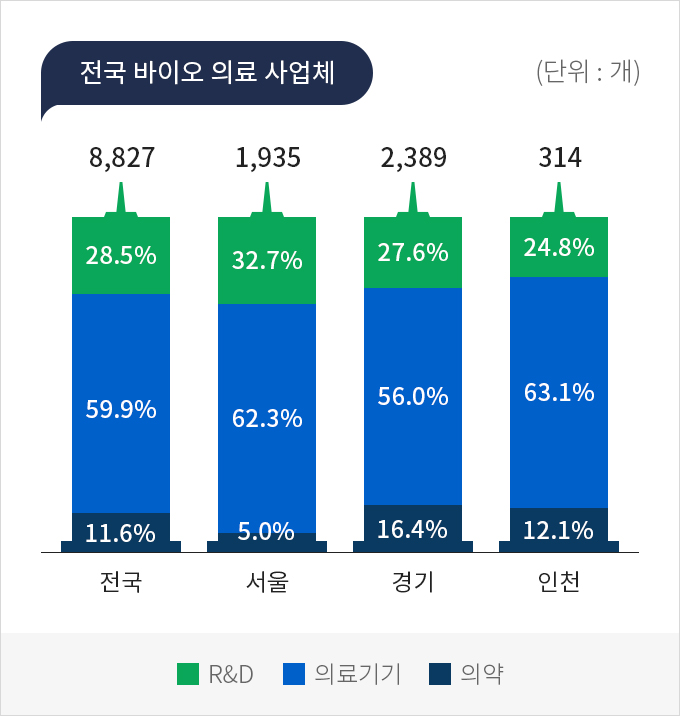 전국 바이오 의료 사업체
(단위 : 개)
8,827 1,935 2,389 314
28.5% 32.7% 27.6% 24.8%
59.9% 62.3% 56.0% 63.1%
11.6% 5.0% 16.4% 12.1%
전국 서울 경기 인천
R&D 의료기기 의약